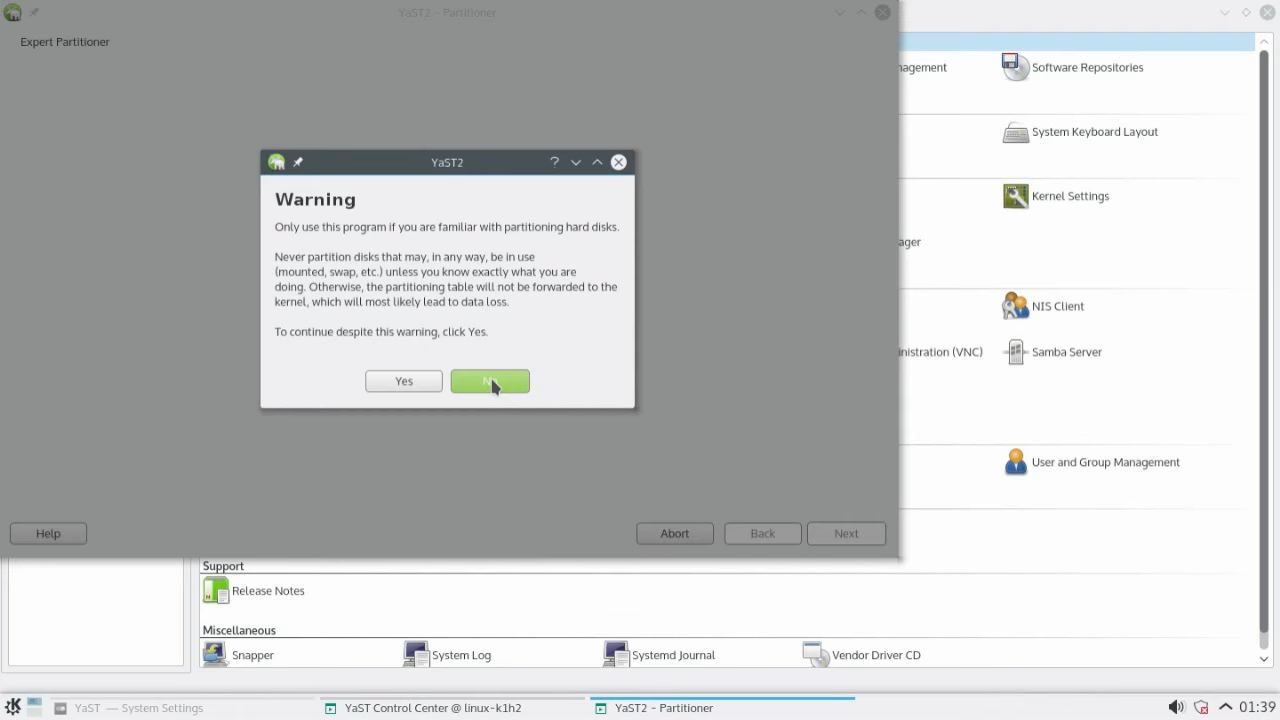 YaST2 - Partitioner
Expert Partitioner
YaST2
Warning
Only use this program if you are familiar with partitioning hard disks.
Never partition disks that may, in any way, be in use
(mounted, swap, etc.) unless you know exactly what you are
doing. Otherwise, the partitioning table will not be forwarded to the
kernel, which will most likely lead to data loss.
To continue despite this warning, click Yes.
Yes
Help
Abort
Back
Next
nagement
Software Repositories
System Keyboard Layout
Kernel Settings
ager
NIS Client
inistration (VNC)
Samba Server
User and Group Management
Support
Release Notes
Miscellaneous
Snapper
System Log
Systemd Journal
Vendor Driver CD
YaST — System Settings
YaST Control Center @ linux-k1h2
YaST2 - Partitioner
01:39